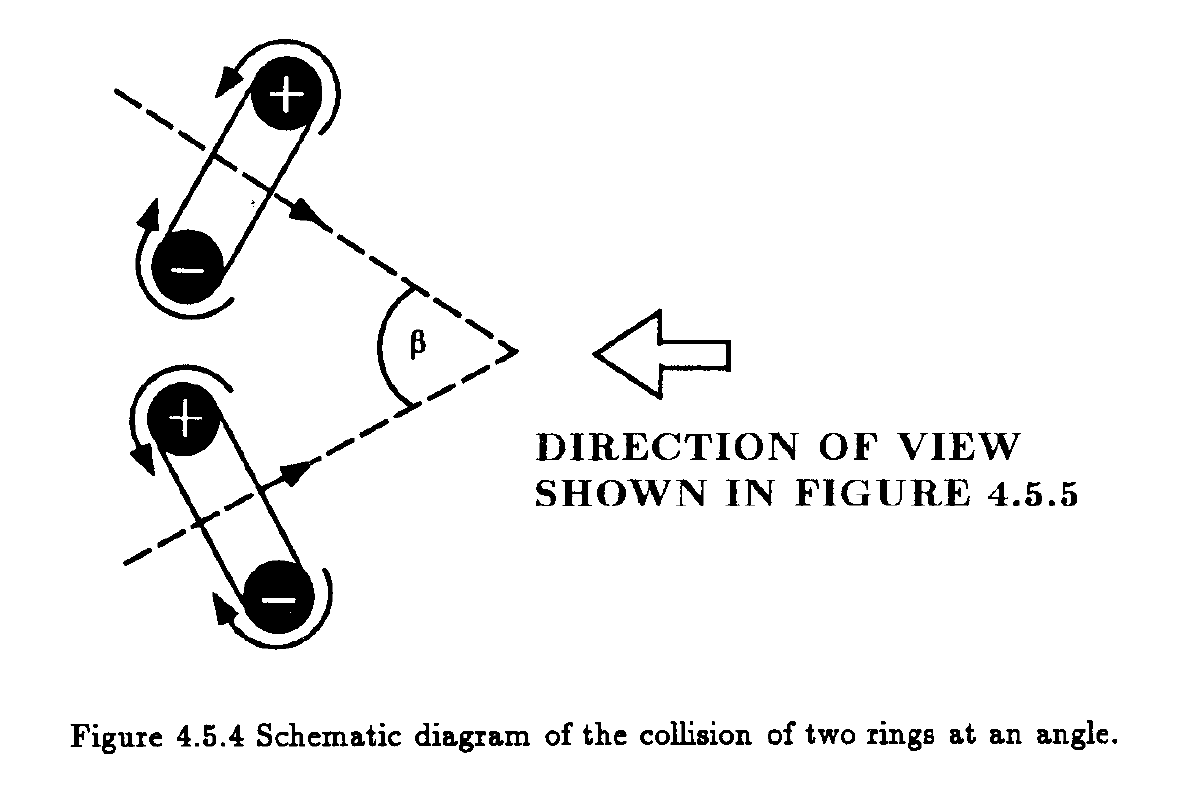 +
−
β
+
−
DIRECTION OF VIEW
SHOWN IN FIGURE 4.5.5
Figure 4.5.4 Schematic diagram of the collision of two rings at an angle.